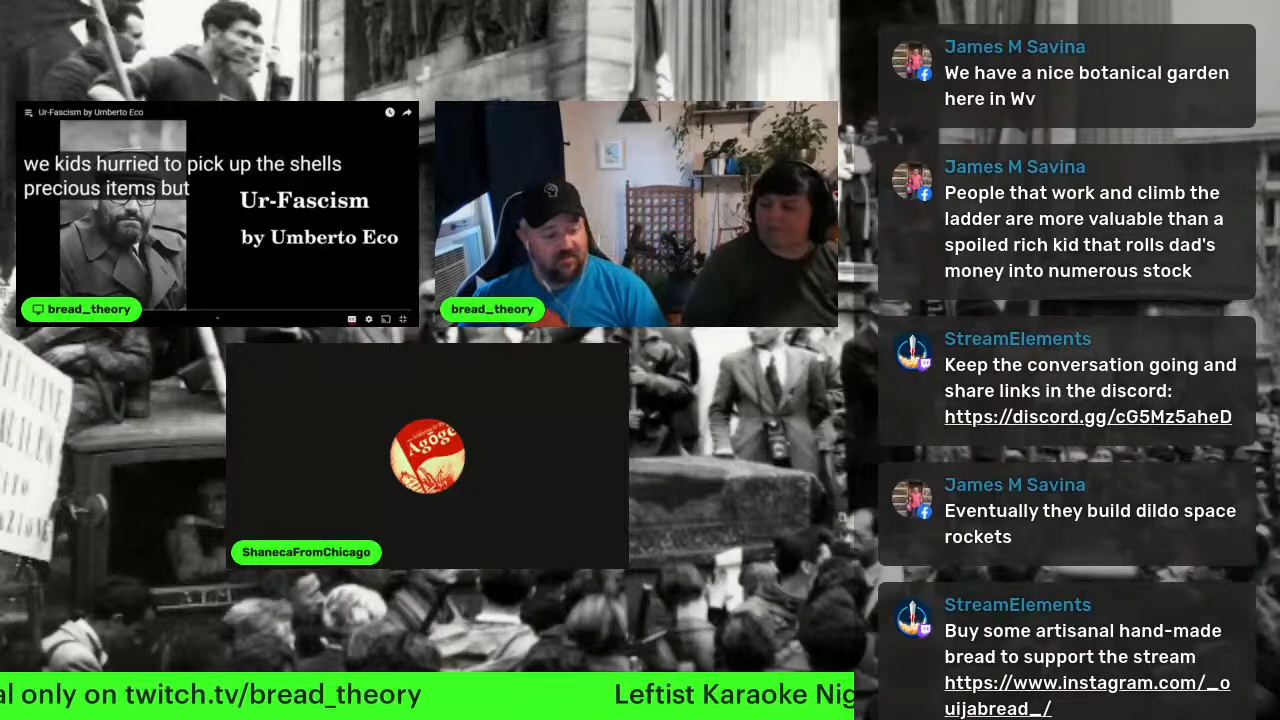 Ur-Fascism by Umberto Eco
we kids hurried to pick up the shells
precious items but
Ur-Fascism
by Umberto Eco
bread_theory
bread_theory
Agōge
ShanecaFromChicago
al only on twitch.tv/bread_theory
Leftist Karaoke Nig
James M Savina
We have a nice botanical garden
here in Wv
James M Savina
People that work and climb the
ladder are more valuable than a
spoiled rich kid that rolls dad's
money into numerous stock
StreamElements
Keep the conversation going and
share links in the discord:
https://discord.gg/cG5Mz5aheD
James M Savina
Eventually they build dildo space
rockets
StreamElements
Buy some artisanal hand-made
bread to support the stream
https://www.instagram.com/_o
uijabread_/